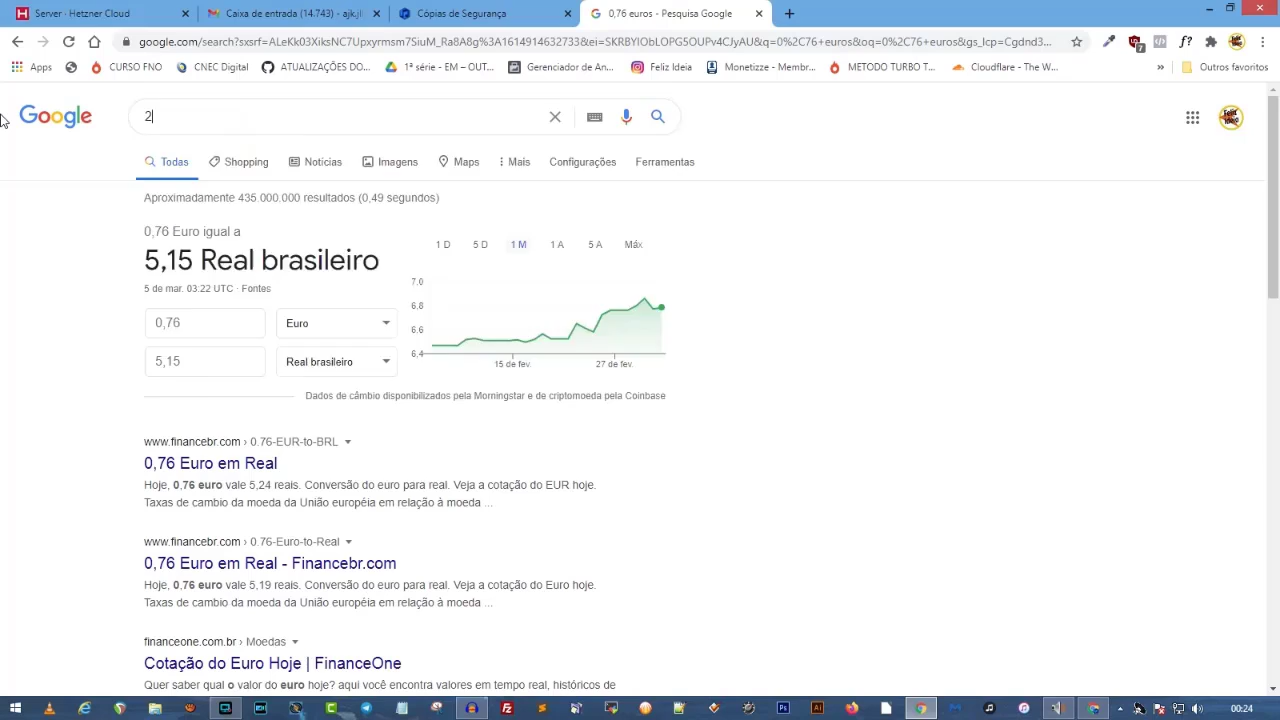 Server - Hetzner Cloud
Caixa de entrada (14.743) - ajk.jl
Cópias de Segurança
0,76 euros - Pesquisa Google
google.com/search?sxsrf=ALeKk03XiksNC7Upxyrmsm7SiuM_Ra8A8g%3A1614914632733&ei=SKRBYIObLOPG5OUPy4CJyAU&q=0%2C76+euros&oq=0%2C76+euros&gs_lcp=Cgdnd3...
Apps
CURSO FNO
CNEC Digital
ATUALIZAÇÕES DO...
1ª série - EM – OUT...
Gerenciador de An...
Feliz Ideia
Monetizze - Membr...
METODO TURBO T...
Cloudflare - The W...
»
Outros favoritos
Google
2
Todas
Shopping
Notícias
Imagens
Maps
Mais
Configurações
Ferramentas
Aproximadamente 435.000.000 resultados (0,49 segundos)
0,76 Euro igual a
5,15 Real brasileiro
5 de mar. 03:22 UTC · Fontes
0,76
Euro
5,15
Real brasileiro
1 D
5 D
1 M
1 A
5 A
Máx
7,0
6,8
6,6
6,4
15 de fev.
27 de fev.
Dados de câmbio disponibilizados pela Morningstar e de criptomoeda pela Coinbase
www.financebr.com › 0.76-EUR-to-BRL
0,76 Euro em Real
Hoje, 0,76 euro vale 5,24 reais. Conversão do euro para real. Veja a cotação do EUR hoje.
Taxas de cambio da moeda da União européia em relação à moeda ...
www.financebr.com › 0.76-Euro-to-Real
0,76 Euro em Real - Financebr.com
Hoje, 0,76 euro vale 5,19 reais. Conversão do euro para real. Veja a cotação do Euro hoje.
Taxas de cambio da moeda da União européia em relação à moeda ...
financeone.com.br › Moedas
Cotação do Euro Hoje | FinanceOne
Quer saber qual o valor do euro hoje? aqui você encontra valores em tempo real, históricos de
00:24